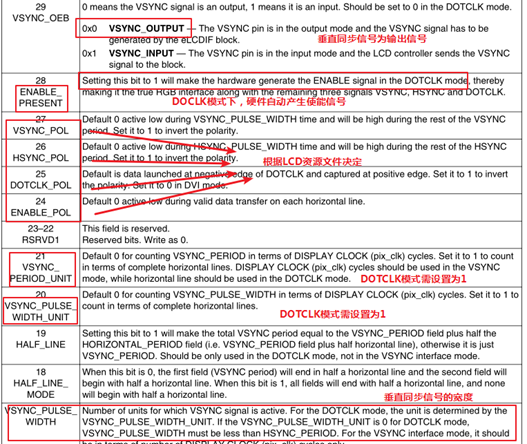 29
VSYNC_OEB
0 means the VSYNC signal is an output, 1 means it is an input. Should be set to 0 in the DOTCLK mode.
0x0 VSYNC_OUTPUT — The VSYNC pin is in the output mode and the VSYNC signal has to be
generated by the eLCDIF block. 垂直同步信号为输出信号
0x1 VSYNC_INPUT — The VSYNC pin is in the input mode and the LCD controller sends the VSYNC
signal to the block.
28
ENABLE_
PRESENT
Setting this bit to 1 will make the hardware generate the ENABLE signal in the DOTCLK mode, thereby
making it the true RGB interface along with the remaining three signals VSYNC, HSYNC and DOTCLK.
DOCLK模式下，硬件自动产生使能信号
27
VSYNC_POL
Default 0 active low during VSYNC_PULSE_WIDTH time and will be high during the rest of the VSYNC
period. Set it to 1 to invert the polarity.
26
HSYNC_POL
Default 0 active low during HSYNC_PULSE_WIDTH time and will be high during the rest of the HSYNC
period. Set it to 1 to invert the polarity.
根据LCD资源文件决定
25
DOTCLK_POL
Default is data launched at negative edge of DOTCLK and captured at positive edge. Set it to 1 to invert
the polarity. Set it to 0 in DVI mode.
24
ENABLE_POL
Default 0 active low during valid data transfer on each horizontal line.
23–22
RSRVD1
This field is reserved.
Reserved bits. Write as 0.
21
VSYNC_
PERIOD_UNIT
Default 0 for counting VSYNC_PERIOD in terms of DISPLAY CLOCK (pix_clk) cycles. Set it to 1 to count
in terms of complete horizontal lines. DISPLAY CLOCK (pix_clk) cycles should be used in the VSYNC
mode, while horizontal line should be used in the DOTCLK mode. DOTCLK模式需设置为1
20
VSYNC_PULSE_
WIDTH_UNIT
Default 0 for counting VSYNC_PULSE_WIDTH in terms of DISPLAY CLOCK (pix_clk) cycles. Set it to 1 to
count in terms of complete horizontal lines.
DOTCLK模式需设置为1
19
HALF_LINE
Setting this bit to 1 will make the total VSYNC period equal to the VSYNC_PERIOD field plus half the
HORIZONTAL_PERIOD field (i.e. VSYNC_PERIOD field plus half horizontal line), otherwise it is just
VSYNC_PERIOD. Should be only used in the DOTCLK mode, not in the VSYNC interface mode.
18
HALF_LINE_
MODE
When this bit is 0, the first field (VSYNC period) will end in half a horizontal line and the second field will
begin with half a horizontal line. When this bit is 1, all fields will end with half a horizontal line, and none
will begin with half a horizontal line.
垂直同步信号的宽度
VSYNC_PULSE_
WIDTH
Number of units for which VSYNC signal is active. For the DOTCLK mode, the unit is determined by the
VSYNC_PULSE_WIDTH_UNIT. If the VSYNC_PULSE_WIDTH_UNIT is 0 for DOTCLK mode,
VSYNC_PULSE_WIDTH must be less than HSYNC_PERIOD. For the VSYNC interface mode, it should
be in terms of number of DISPLAY CLOCK (pix_clk) cycles only.